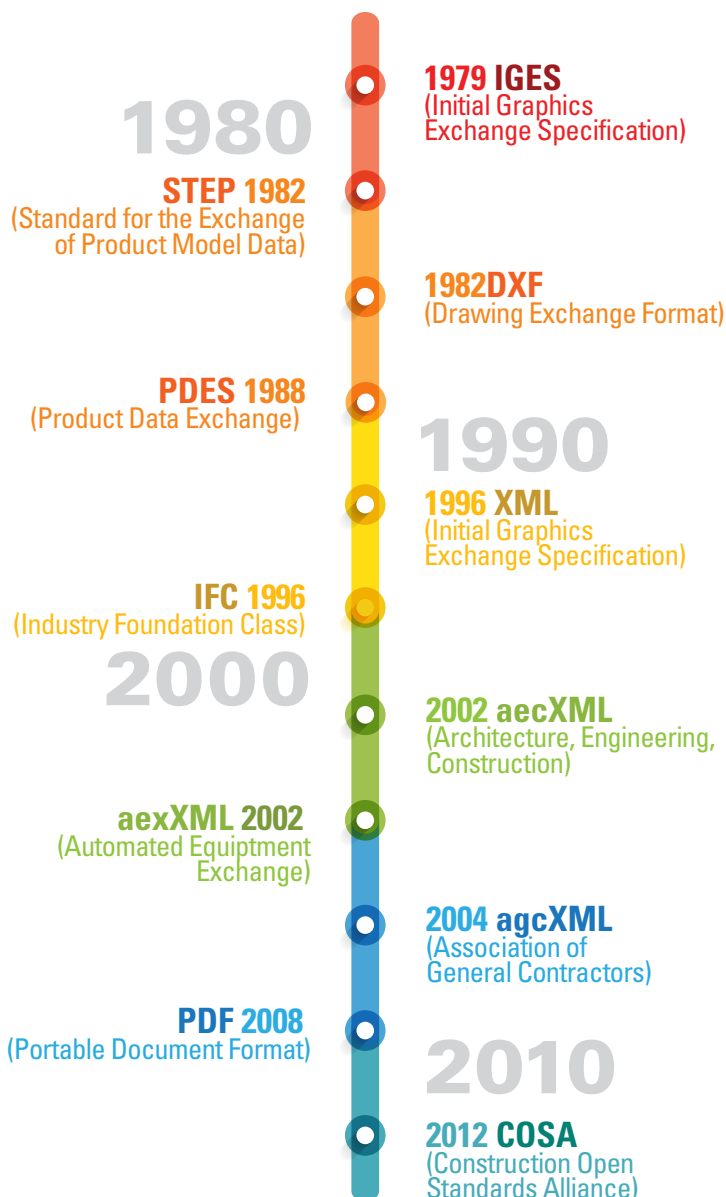 1979 IGES
(Initial Graphics
Exchange Specification)
1980
STEP 1982
(Standard for the Exchange
of Product Model Data)
1982DXF
(Drawing Exchange Format)
PDES 1988
(Product Data Exchange)
1990
1996 XML
(Initial Graphics
Exchange Specification)
IFC 1996
(Industry Foundation Class)
2000
2002 aecXML
(Architecture, Engineering,
Construction)
aexXML 2002
(Automated Equiptment
Exchange)
2004 agcXML
(Association of
General Contractors)
PDF 2008
(Portable Document Format)
2010
2012 COSA
(Construction Open
Standards Alliance)